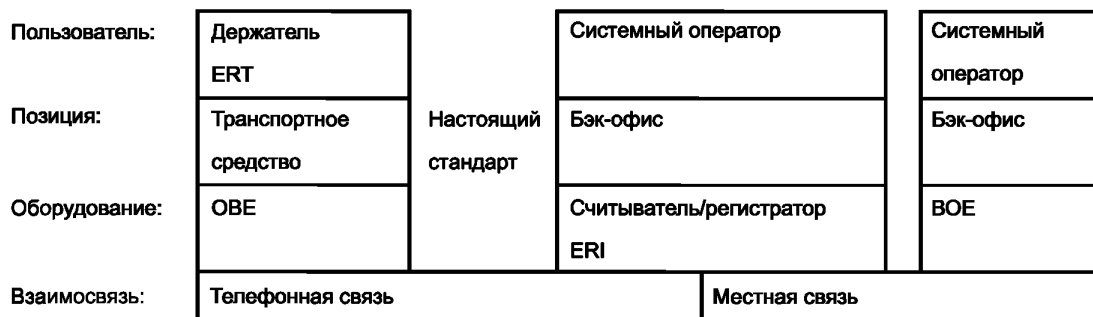 Пользователь: Держатель Системный оператор Системный
ERT оператор
Позиция: Транспортное Настоящий Бэк-офис Бэк-офис
средство стандарт
Оборудование: OBE Считыватель/регистратор BOE
ERI
Взаимосвязь: Телефонная связь Местная связь